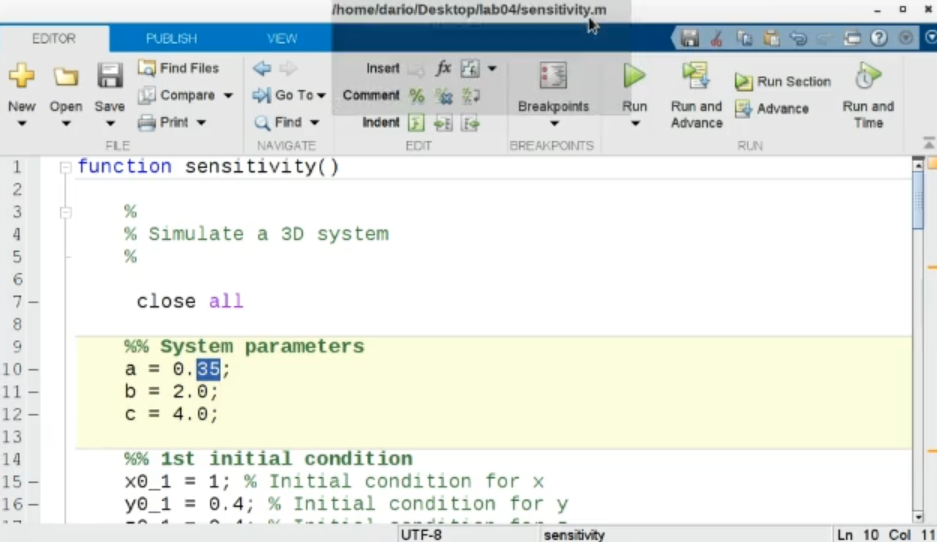 /home/dario/Desktop/lab04/sensitivity.m
EDITOR PUBLISH VIEW
New Open Save Find Files Compare Print
FILE
Go To Find
NAVIGATE
Insert fx
Comment %
Indent
EDIT
Breakpoints
BREAKPOINTS
Run Run and Advance Run Section Advance Run and Time
RUN
1 function sensitivity()
2
3 %
4 % Simulate a 3D system
5 %
6
7 – close all
8
9 %% System parameters
10 – a = 0.35;
11 – b = 2.0;
12 – c = 4.0;
13
14 %% 1st initial condition
15 – x0_1 = 1; % Initial condition for x
16 – y0_1 = 0.4; % Initial condition for y
UTF-8 sensitivity Ln 10 Col 11